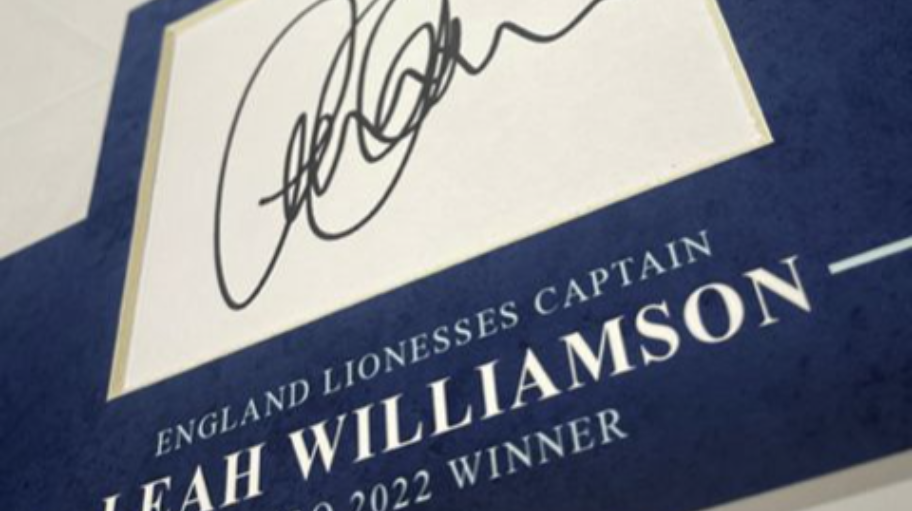 ENGLAND LIONESSES CAPTAIN
LEAH WILLIAMSON
2022 WINNER